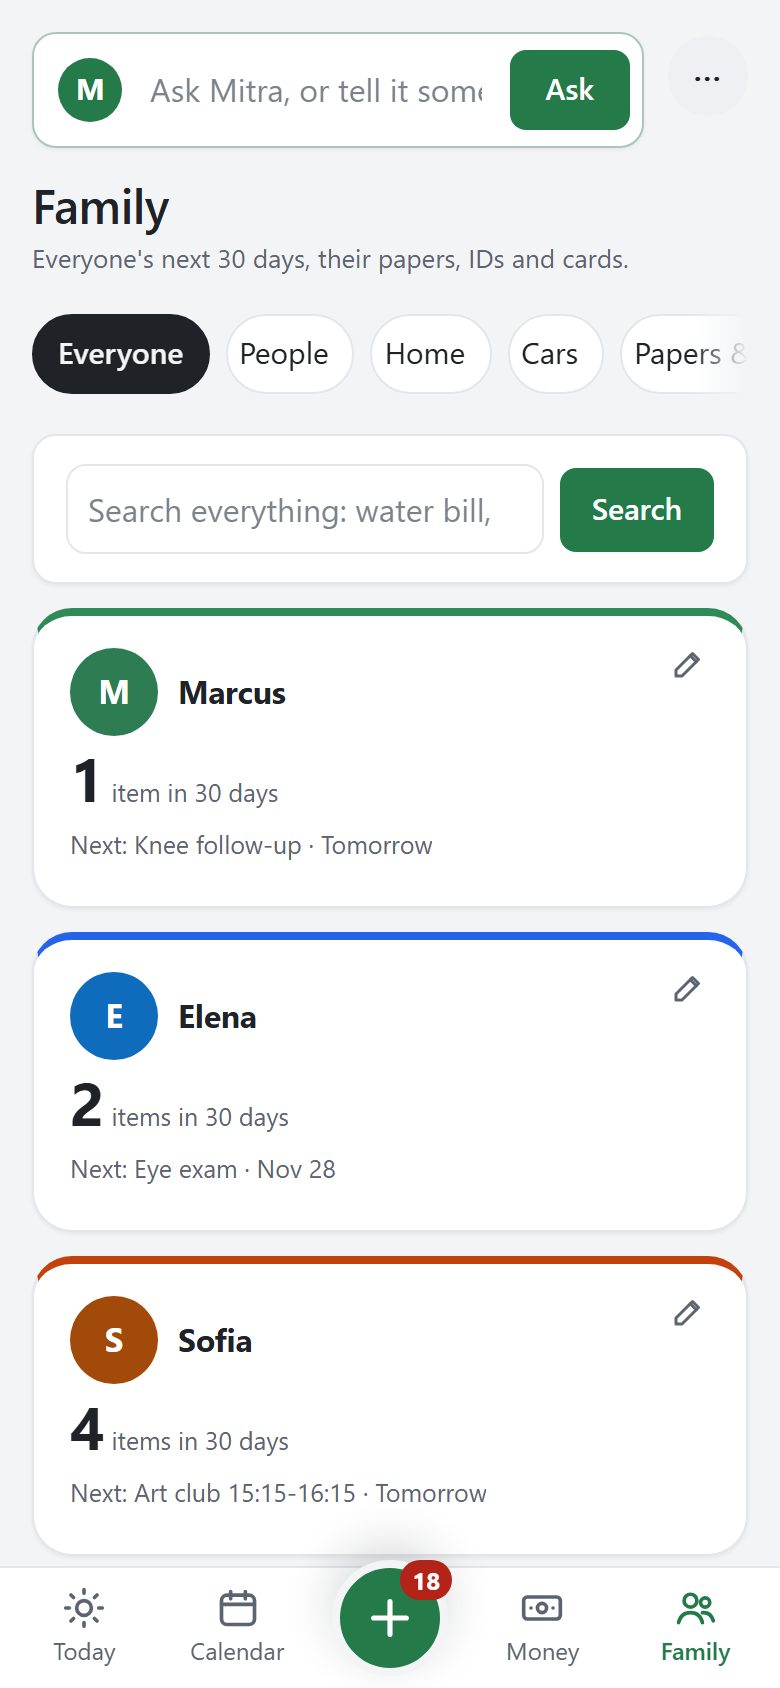 M Ask Mitra, or tell it some Ask ...
Family
Everyone's next 30 days, their papers, IDs and cards.
Everyone People Home Cars Papers &
Search everything: water bill, Search
M Marcus
1 item in 30 days
Next: Knee follow-up · Tomorrow
E Elena
2 items in 30 days
Next: Eye exam · Nov 28
S Sofia
4 items in 30 days
Next: Art club 15:15-16:15 · Tomorrow
18
Today Calendar Money Family